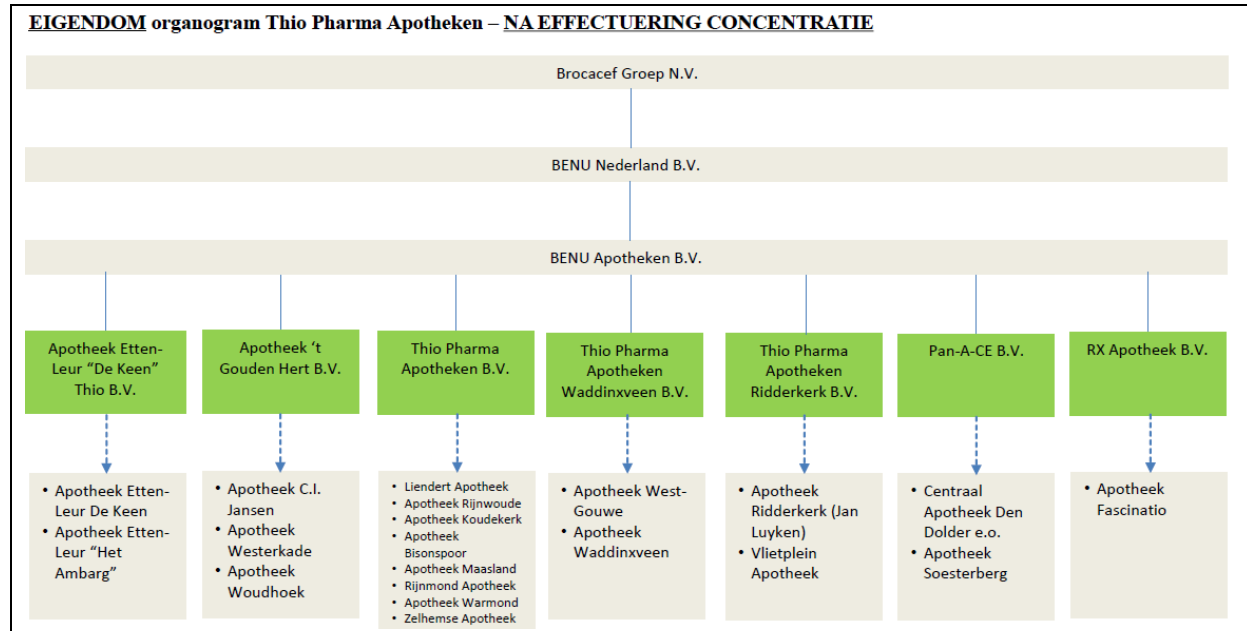 EIGENDOM organogram Thio Pharma Apotheken – NA EFFECTUERING CONCENTRATIE
Brocacef Groep N.V.
BENU Nederland B.V.
BENU Apotheken B.V.
Apotheek Etten-
Leur “De Keen”
Thio B.V.
Apotheek ‘t
Gouden Hert B.V.
Thio Pharma
Apotheken B.V.
Thio Pharma
Apotheken
Waddinxveen B.V.
Thio Pharma
Apotheken
Ridderkerk B.V.
Pan-A-CE B.V.
RX Apotheek B.V.
• Apotheek Etten-
Leur De Keen
• Apotheek Etten-
Leur “Het
Ambarg”
• Apotheek C.I.
Jansen
• Apotheek
Westerkade
• Apotheek
Woudhoek
• Liendert Apotheek
• Apotheek Rijnwoude
• Apotheek Koudekerk
• Apotheek
Bisonspoor
• Apotheek Maasland
• Rijnmond Apotheek
• Apotheek Warmond
• Zelhemse Apotheek
• Apotheek West-
Gouwe
• Apotheek
Waddinxveen
• Apotheek
Ridderkerk (Jan
Luyken)
• Vlietplein
Apotheek
• Centraal
Apotheek Den
Dolder e.o.
• Apotheek
Soesterberg
• Apotheek
Fascinatio